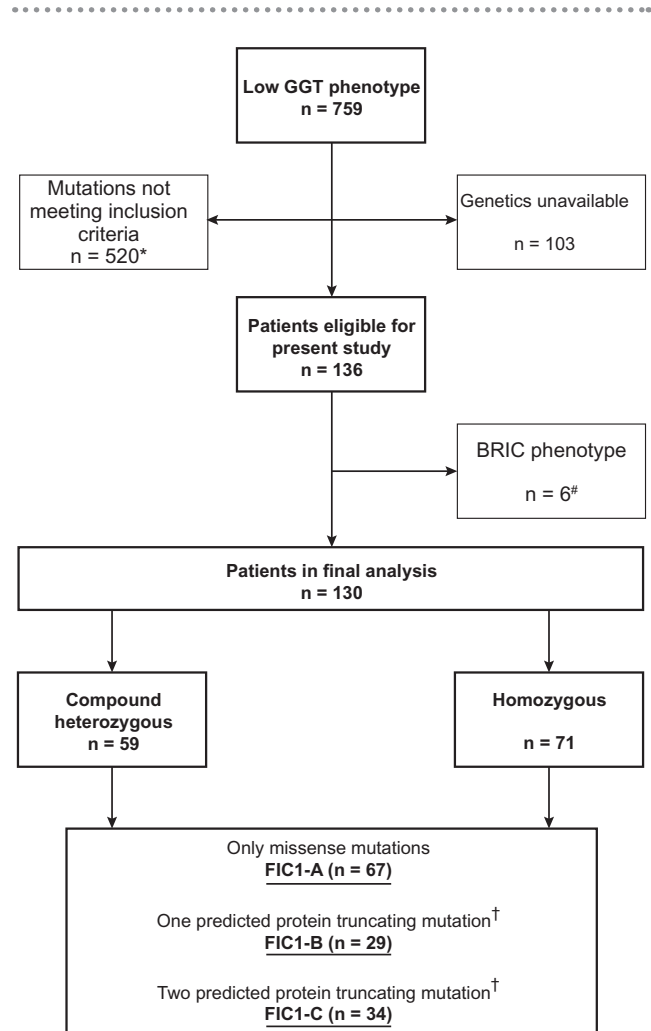 Low GGT phenotype
n = 759
Mutations not
meeting inclusion
criteria
n = 520*
Genetics unavailable
n = 103
Patients eligible for
present study
n = 136
BRIC phenotype
n = 6#
Patients in final analysis
n = 130
Compound
heterozygous
n = 59
Homozygous
n = 71
Only missense mutations
FIC1-A (n = 67)
One predicted protein truncating mutation†
FIC1-B (n = 29)
Two predicted protein truncating mutation†
FIC1-C (n = 34)